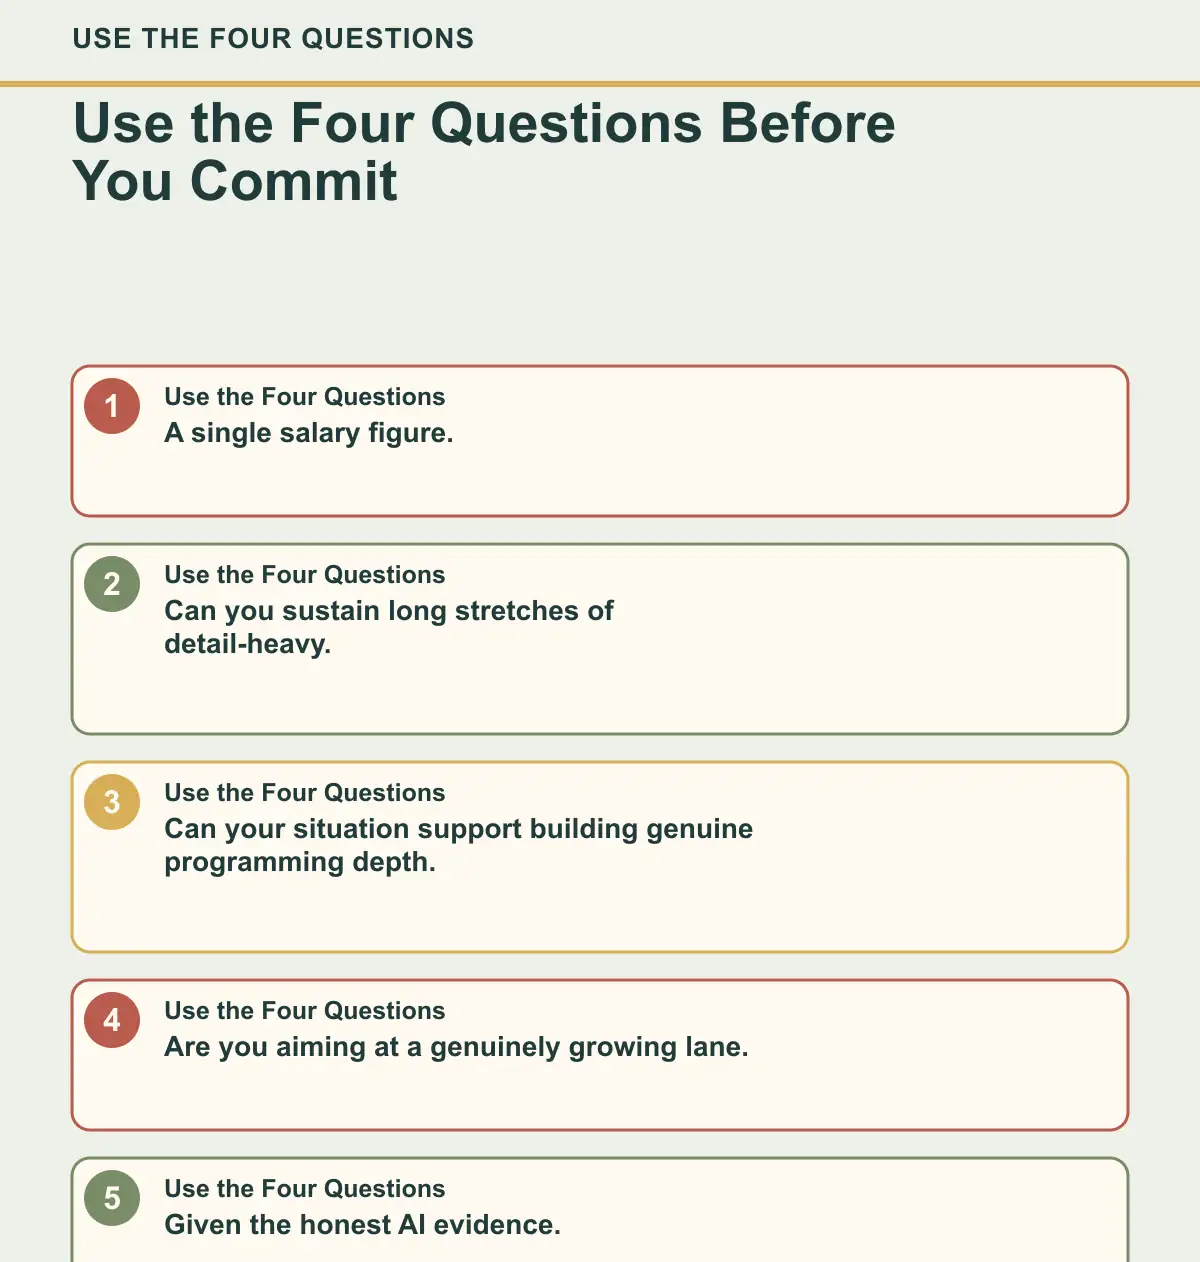 USE THE FOUR QUESTIONS
Use the Four Questions Before
You Commit
1
Use the Four Questions
A single salary figure.
2
Use the Four Questions
Can you sustain long stretches of
detail-heavy.
3
Use the Four Questions
Can your situation support building genuine
programming depth.
4
Use the Four Questions
Are you aiming at a genuinely growing lane.
5
Use the Four Questions
Given the honest AI evidence.